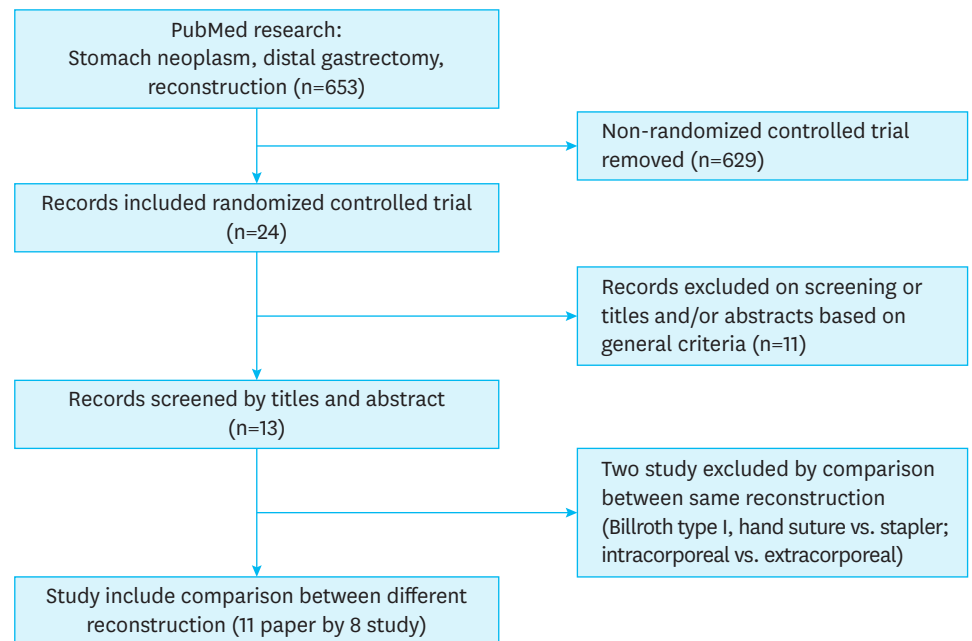 PubMed research:
Stomach neoplasm, distal gastrectomy,
reconstruction (n=653)
Non-randomized controlled trial
removed (n=629)
Records included randomized controlled trial
(n=24)
Records excluded on screening or
titles and/or abstracts based on
general criteria (n=11)
Records screened by titles and abstract
(n=13)
Two study excluded by comparison
between same reconstruction
(Billroth type I, hand suture vs. stapler;
intracorporeal vs. extracorporeal)
Study include comparison between different
reconstruction (11 paper by 8 study)